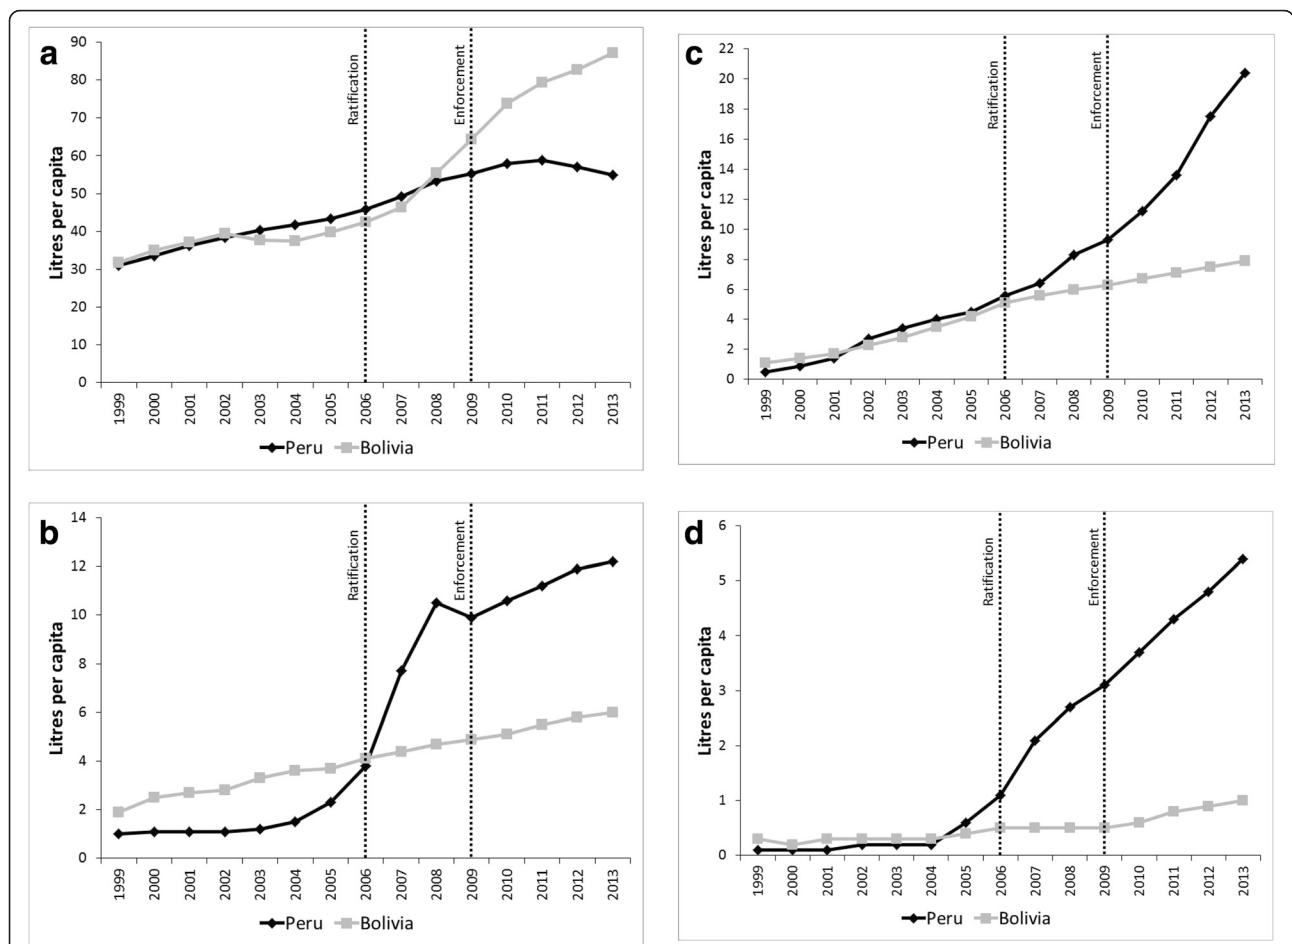 a
90
80
70
60
50
40
30
20
10
0
Litres per capita
Ratification
Enforcement
1999 2000 2001 2002 2003 2004 2005 2006 2007 2008 2009 2010 2011 2012 2013
Peru Bolivia
c
22
20
18
16
14
12
10
8
6
4
2
0
Litres per capita
Ratification
Enforcement
1999 2000 2001 2002 2003 2004 2005 2006 2007 2008 2009 2010 2011 2012 2013
Peru Bolivia
b
14
12
10
8
6
4
2
0
Litres per capita
Ratification
Enforcement
1999 2000 2001 2002 2003 2004 2005 2006 2007 2008 2009 2010 2011 2012 2013
Peru Bolivia
d
6
5
4
3
2
1
0
Litres per capita
Ratification
Enforcement
1999 2000 2001 2002 2003 2004 2005 2006 2007 2008 2009 2010 2011 2012 2013
Peru Bolivia